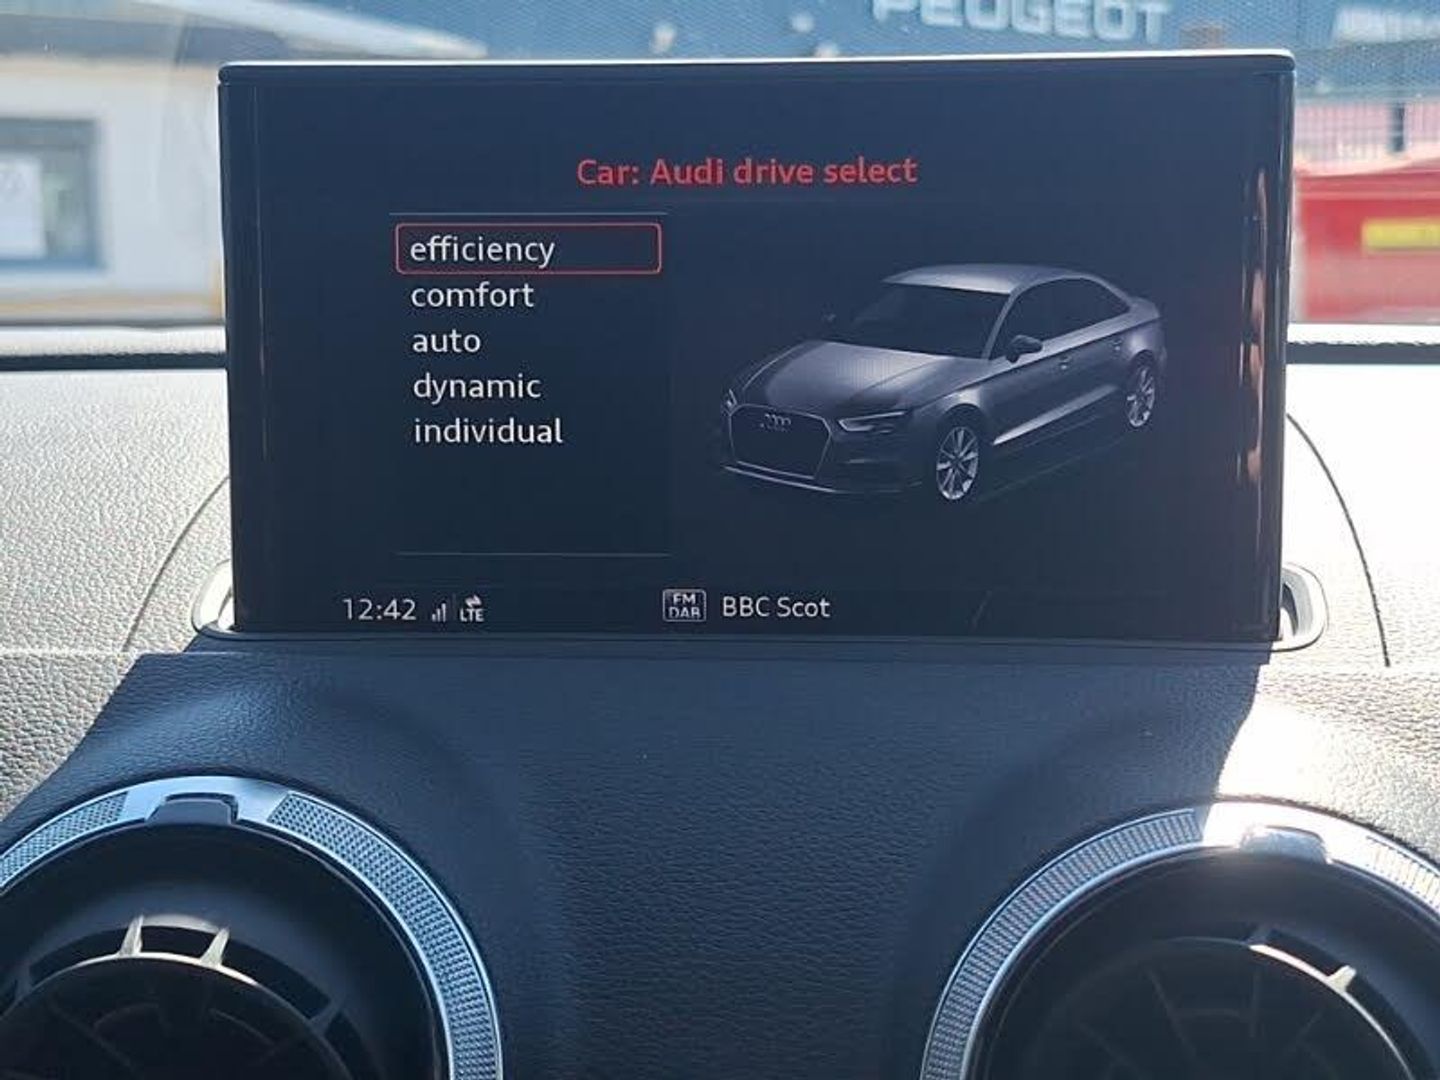 PEUGEOT
Car: Audi drive select
efficiency
comfort
auto
dynamic
individual
12:42 LTE FM DAB BBC Scot